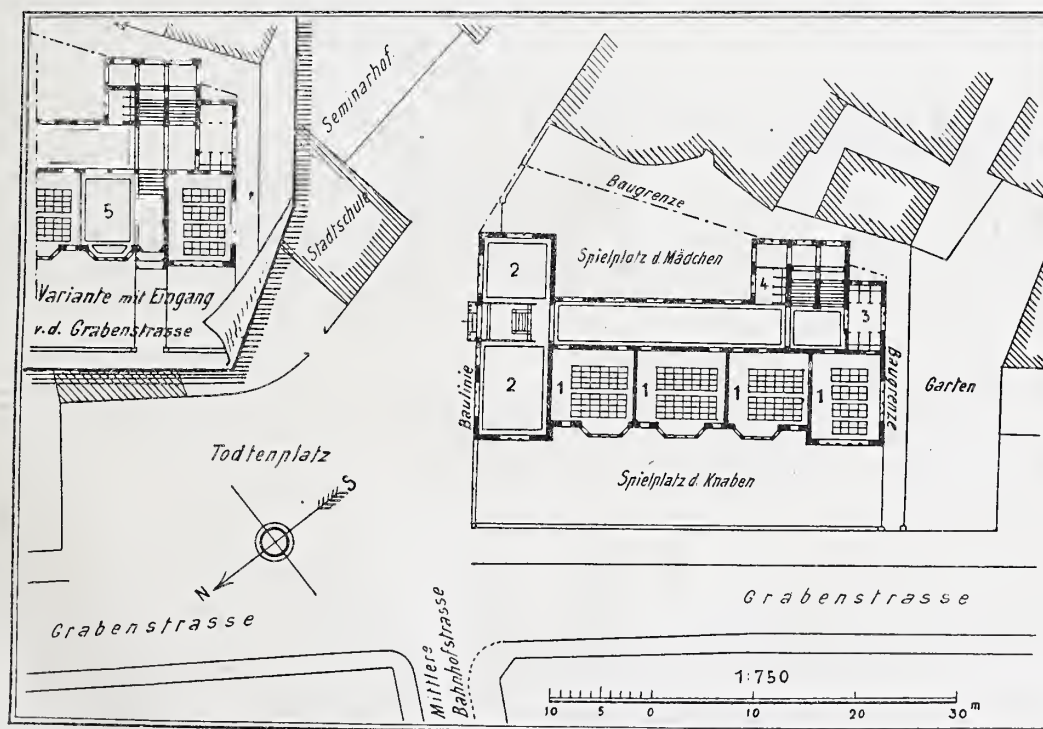 Seminarhof.
Stadtschule
5
Variante mit Eingang
v. d. Grabenstrasse
Baugrenze
Spielplatz d. Mädchen
2
4
3
2
1
1
1
1
Baulinie
Baugrenze
Garten
Spielplatz d. Knaben
Todtenplatz
S
N
Grabenstrasse
Grabenstrasse
Mittlere
Bahnhofstrasse
1:750
10 5 0 10 20 30 m